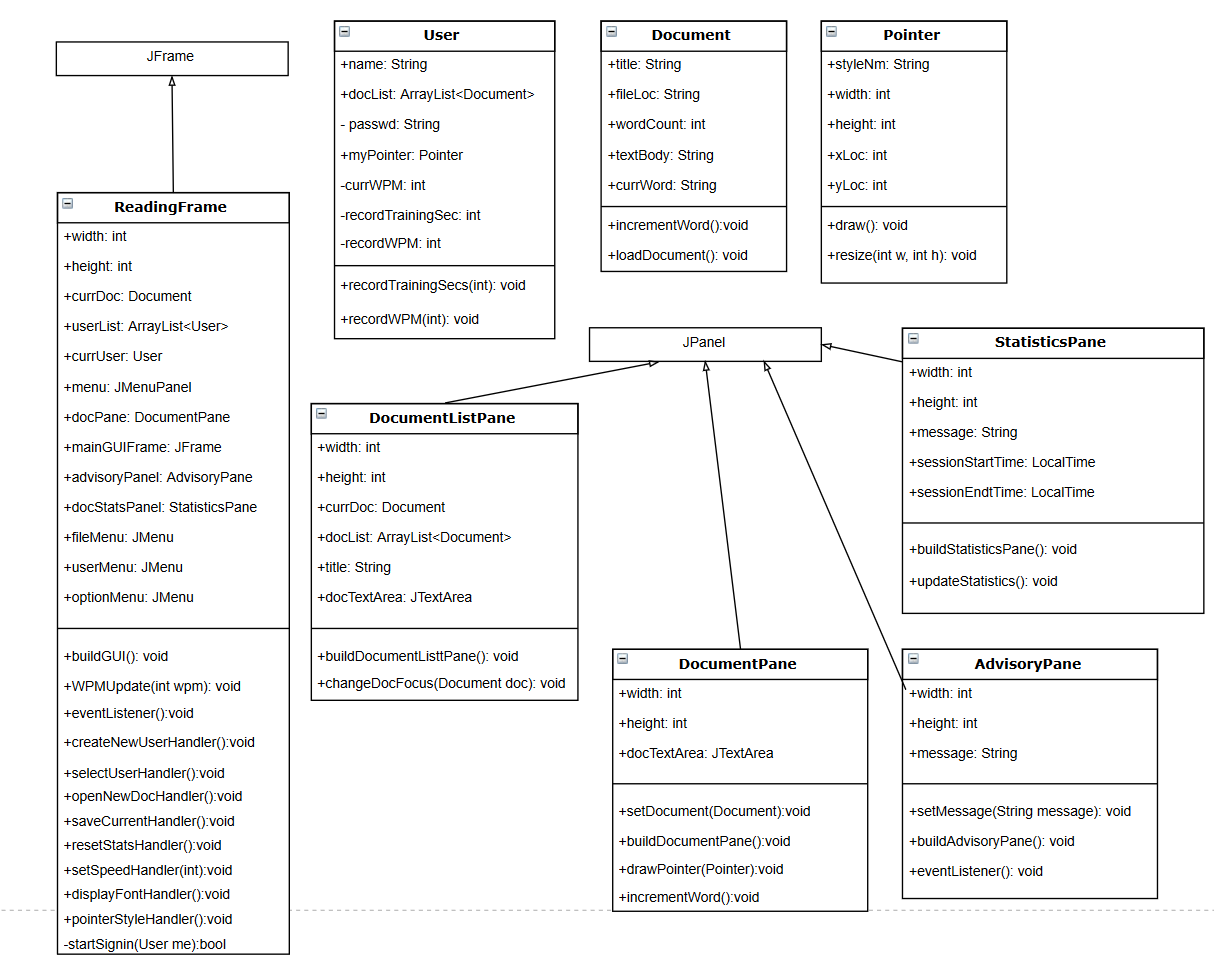 JFrame
ReadingFrame
+width: int
+height: int
+currDoc: Document
+userList: ArrayList<User>
+currUser: User
+menu: JMenuPanel
+docPane: DocumentPane
+mainGUIFrame: JFrame
+advisoryPanel: AdvisoryPane
+docStatsPanel: StatisticsPane
+fileMenu: JMenu
+userMenu: JMenu
+optionMenu: JMenu
+buildGUI(): void
+WPMUpdate(int wpm): void
+eventListener():void
+createNewUserHandler():void
+selectUserHandler():void
+openNewDocHandler():void
+saveCurrentHandler():void
+resetStatsHandler():void
+setSpeedHandler(int):void
+displayFontHandler():void
+pointerStyleHandler():void
-startSignin(User me):bool
User
+name: String
+docList: ArrayList<Document>
- passwd: String
+myPointer: Pointer
-currWPM: int
-recordTrainingSec: int
-recordWPM: int
+recordTrainingSecs(int): void
+recordWPM(int): void
Document
+title: String
+fileLoc: String
+wordCount: int
+textBody: String
+currWord: String
+incrementWord():void
+loadDocument(): void
Pointer
+styleNm: String
+width: int
+height: int
+xLoc: int
+yLoc: int
+draw(): void
+resize(int w, int h): void
JPanel
DocumentListPane
+width: int
+height: int
+currDoc: Document
+docList: ArrayList<Document>
+title: String
+docTextArea: JTextArea
+buildDocumentListtPane(): void
+changeDocFocus(Document doc): void
StatisticsPane
+width: int
+height: int
+message: String
+sessionStartTime: LocalTime
+sessionEndtTime: LocalTime
+buildStatisticsPane(): void
+updateStatistics(): void
DocumentPane
+width: int
+height: int
+docTextArea: JTextArea
+setDocument(Document):void
+buildDocumentPane():void
+drawPointer(Pointer):void
+incrementWord():void
AdvisoryPane
+width: int
+height: int
+message: String
+setMessage(String message): void
+buildAdvisoryPane(): void
+eventListener(): void